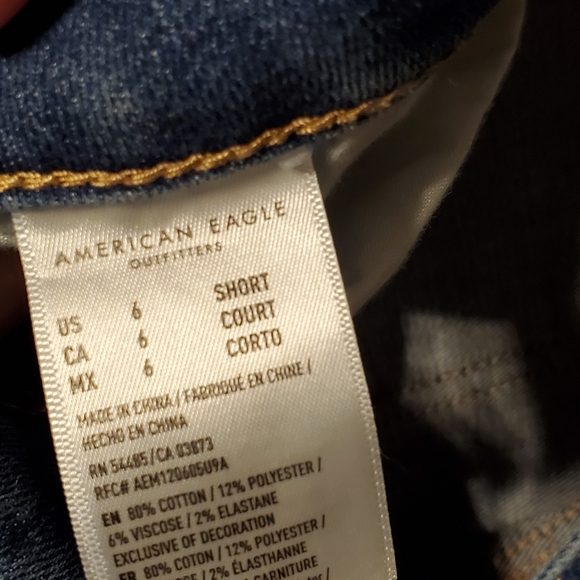 AMERICAN EAGLE
OUTFITTERS
US 6 SHORT
CA 6 COURT
MX 6 CORTO
MADE IN CHINA / FABRIQUÉ EN CHINE /
HECHO EN CHINA
RN 54485 / CA 03873
RFC# AEM120605U9A
EN 80% COTTON / 12% POLYESTER /
6% VISCOSE / 2% ELASTANE
EXCLUSIVE OF DECORATION
FR 80% COTON / 12% POLYESTER /
/ 2% ÉLASTHANNE
GARNITURE